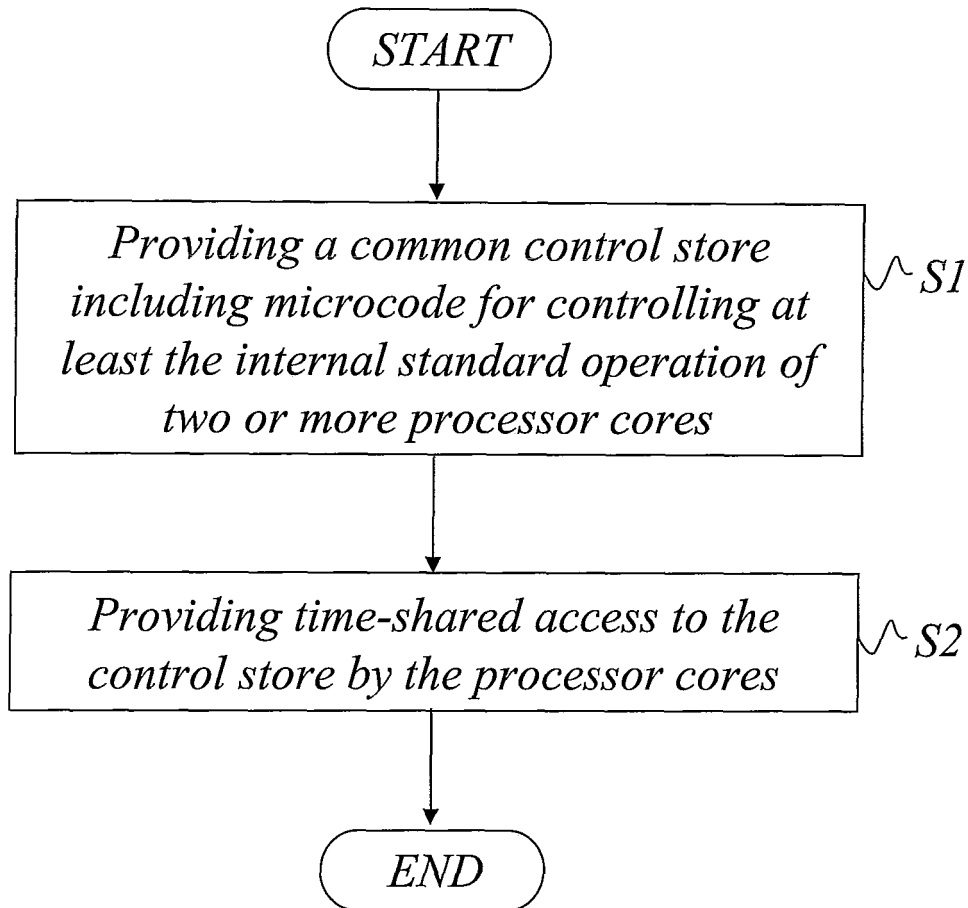 START
Providing a common control store
including microcode for controlling at
least the internal standard operation of
two or more processor cores
S1
Providing time-shared access to the
control store by the processor cores
S2
END